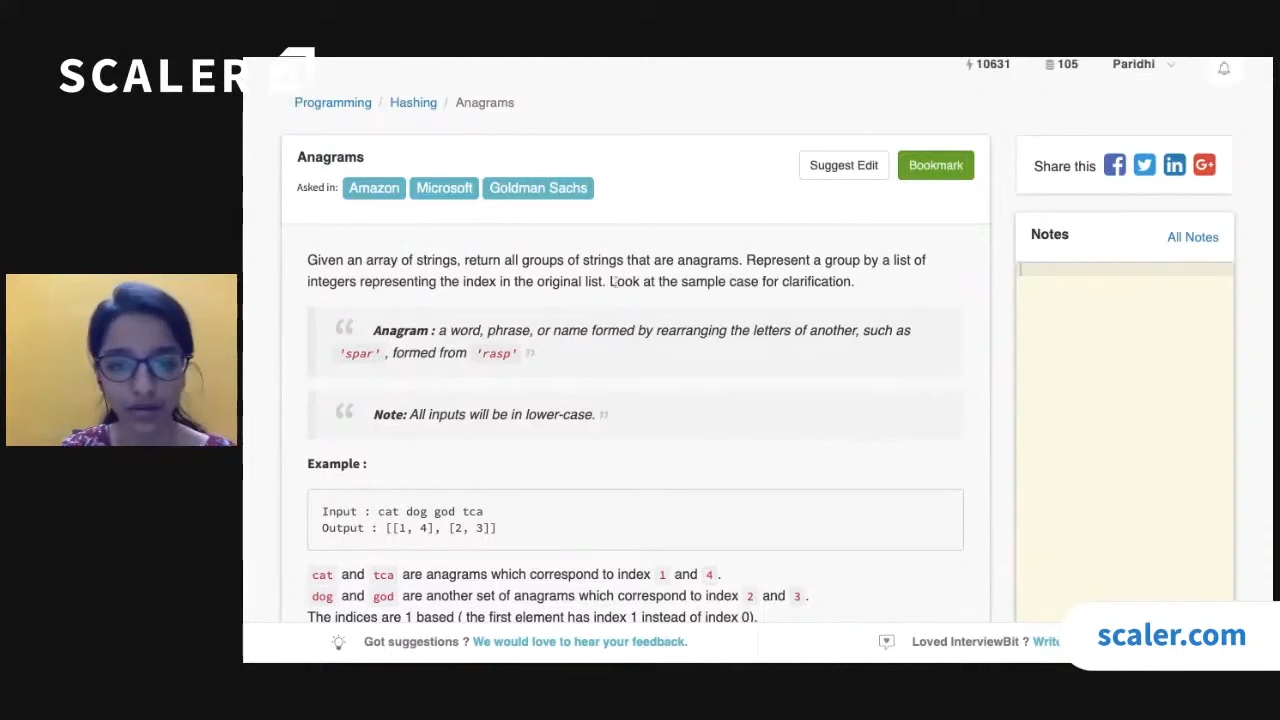 SCALER
10631 105 Paridhi
Programming / Hashing / Anagrams
Anagrams
Suggest Edit Bookmark
Asked in: Amazon Microsoft Goldman Sachs
Share this
Notes All Notes
Given an array of strings, return all groups of strings that are anagrams. Represent a group by a list of
integers representing the index in the original list. Look at the sample case for clarification.
“ Anagram : a word, phrase, or name formed by rearranging the letters of another, such as
'spar' , formed from 'rasp' ”
“ Note: All inputs will be in lower-case. ”
Example :
Input : cat dog god tca
Output : [[1, 4], [2, 3]]
cat and tca are anagrams which correspond to index 1 and 4 .
dog and god are another set of anagrams which correspond to index 2 and 3 .
The indices are 1 based ( the first element has index 1 instead of index 0).
Got suggestions ? We would love to hear your feedback.
Loved InterviewBit ? Write
scaler.com